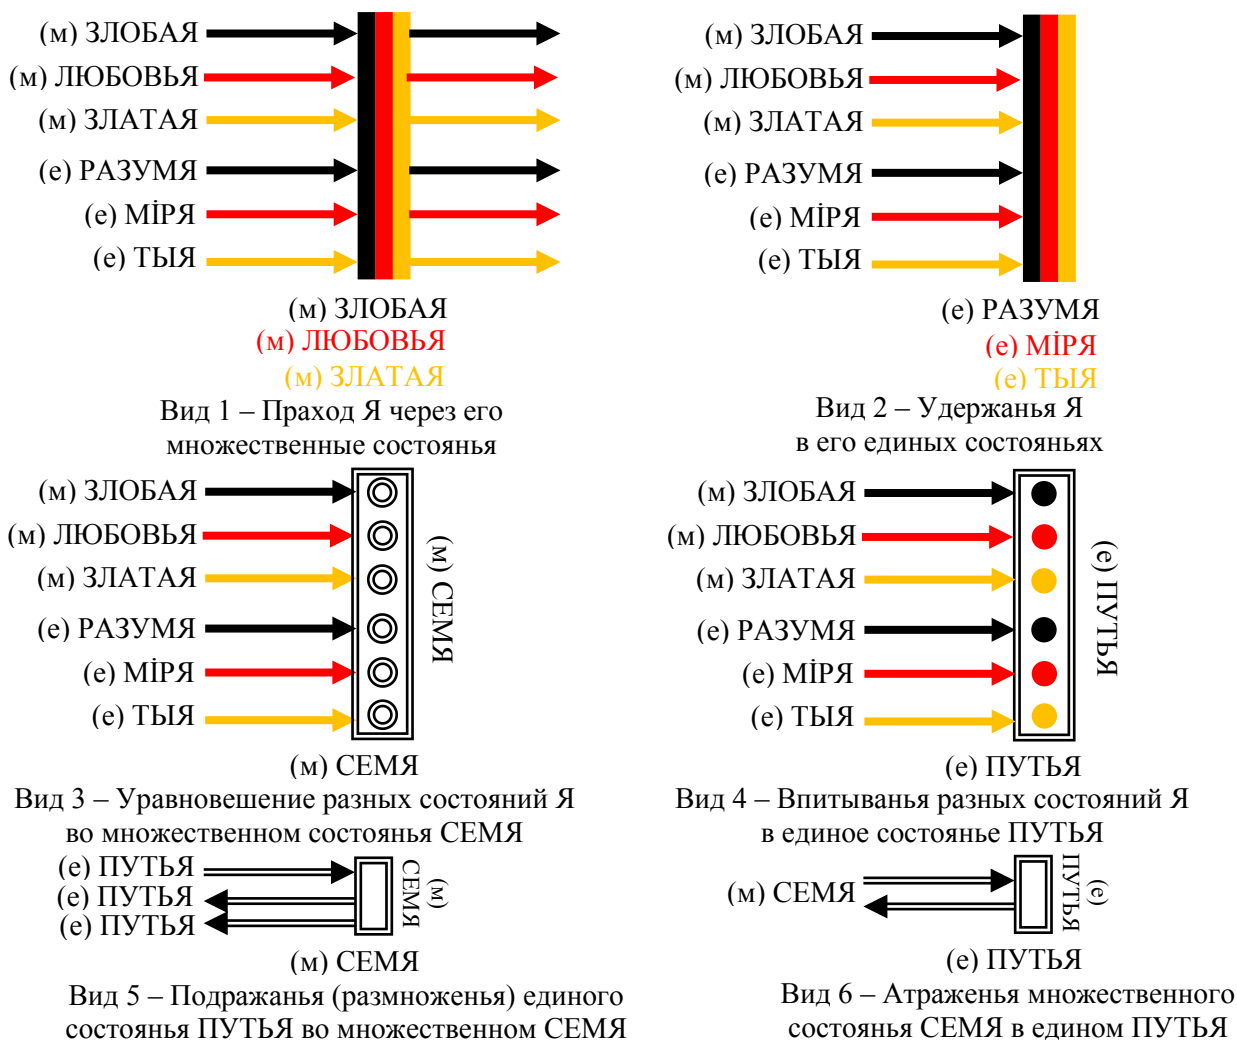 (м) ЗЛОБАЯ
(м) ЛЮБОВЬЯ
(м) ЗЛАТАЯ
(е) РАЗУМЯ
(е) МІРЯ
(е) ТЫЯ
(м) ЗЛОБАЯ
(м) ЛЮБОВЬЯ
(м) ЗЛАТАЯ
Вид 1 – Праход Я через его
множественные состоянья
(м) ЗЛОБАЯ
(м) ЛЮБОВЬЯ
(м) ЗЛАТАЯ
(е) РАЗУМЯ
(е) МІРЯ
(е) ТЫЯ
(е) РАЗУМЯ
(е) МІРЯ
(е) ТЫЯ
Вид 2 – Удержанья Я
в его единых состояньях
(м) ЗЛОБАЯ
(м) ЛЮБОВЬЯ
(м) ЗЛАТАЯ
(е) РАЗУМЯ
(е) МІРЯ
(е) ТЫЯ
(м) СЕМЯ
(м) СЕМЯ
Вид 3 – Уравновешение разных состояний Я
во множественном состоянья СЕМЯ
(м) ЗЛОБАЯ
(м) ЛЮБОВЬЯ
(м) ЗЛАТАЯ
(е) РАЗУМЯ
(е) МІРЯ
(е) ТЫЯ
(е) ПУТЬЯ
(е) ПУТЬЯ
Вид 4 – Впитыванья разных состояний Я
в единое состоянье ПУТЬЯ
(е) ПУТЬЯ
(е) ПУТЬЯ
(е) ПУТЬЯ
(м)
СЕМЯ
(м) СЕМЯ
Вид 5 – Подражанья (размноженья) единого
состоянья ПУТЬЯ во множественном СЕМЯ
(м) СЕМЯ
(е)
ПУТЬЯ
(е) ПУТЬЯ
Вид 6 – Атраженья множественного
состоянья СЕМЯ в едином ПУТЬЯ